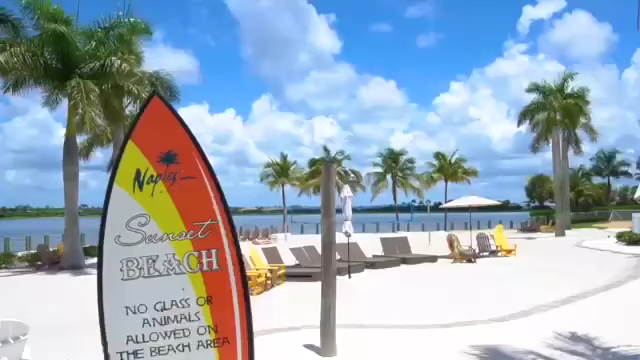 Naples
Sunset
BEACH
NO GLASS OR
ANIMALS
ALLOWED ON
THE BEACH AREA